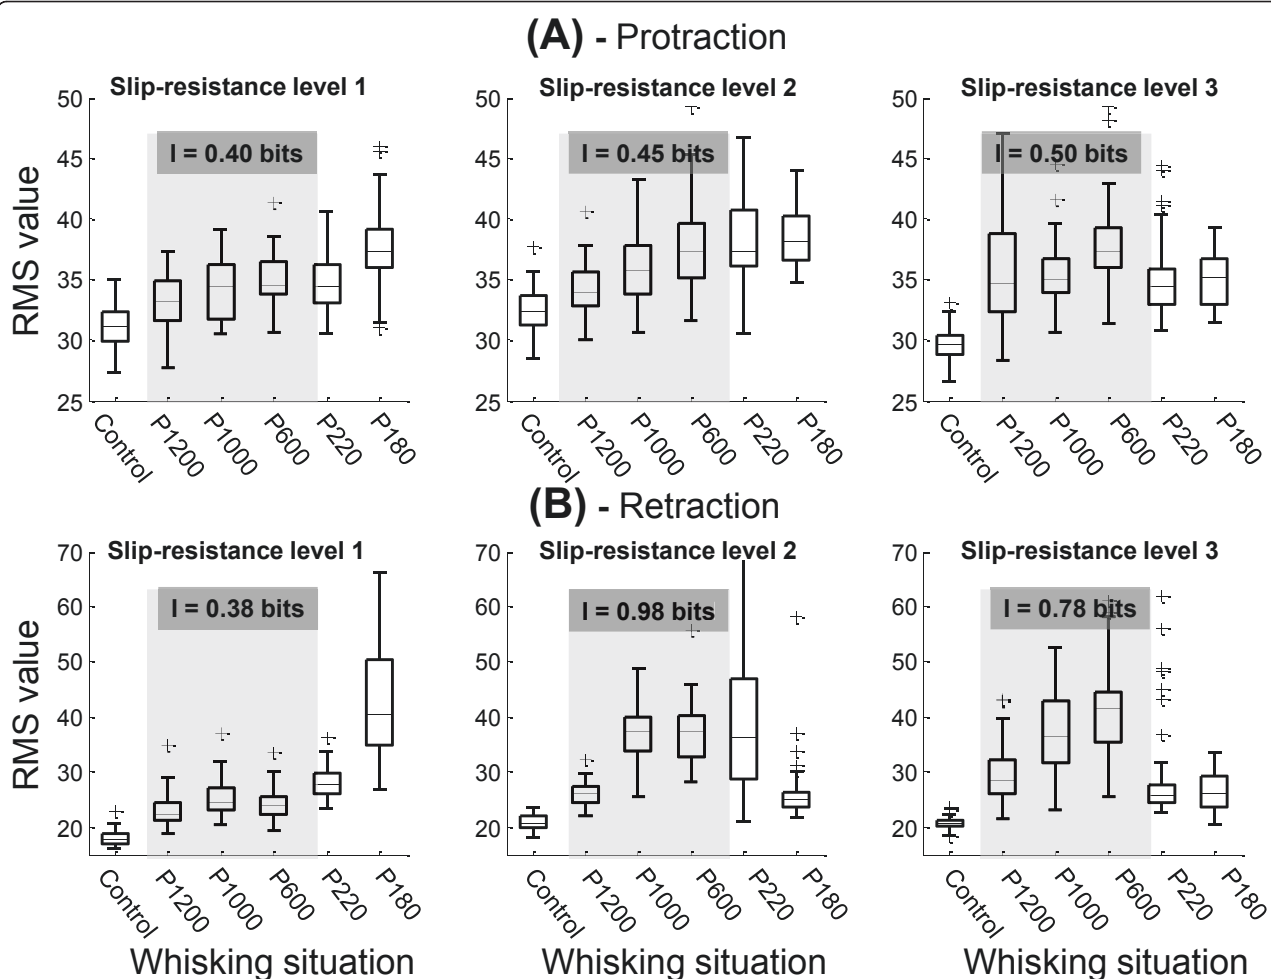 (A) - Protraction
Slip-resistance level 1 Slip-resistance level 2 Slip-resistance level 3
RMS value
50 45 40 35 30 25
I = 0.40 bits
Control P1200 P1000 P600 P220 P180
50 45 40 35 30 25
I = 0.45 bits
Control P1200 P1000 P600 P220 P180
50 45 40 35 30 25
I = 0.50 bits
Control P1200 P1000 P600 P220 P180
(B) - Retraction
Slip-resistance level 1 Slip-resistance level 2 Slip-resistance level 3
RMS value
70 60 50 40 30 20
I = 0.38 bits
Control P1200 P1000 P600 P220 P180
70 60 50 40 30 20
I = 0.98 bits
Control P1200 P1000 P600 P220 P180
70 60 50 40 30 20
I = 0.78 bits
Control P1200 P1000 P600 P220 P180
Whisking situation Whisking situation Whisking situation